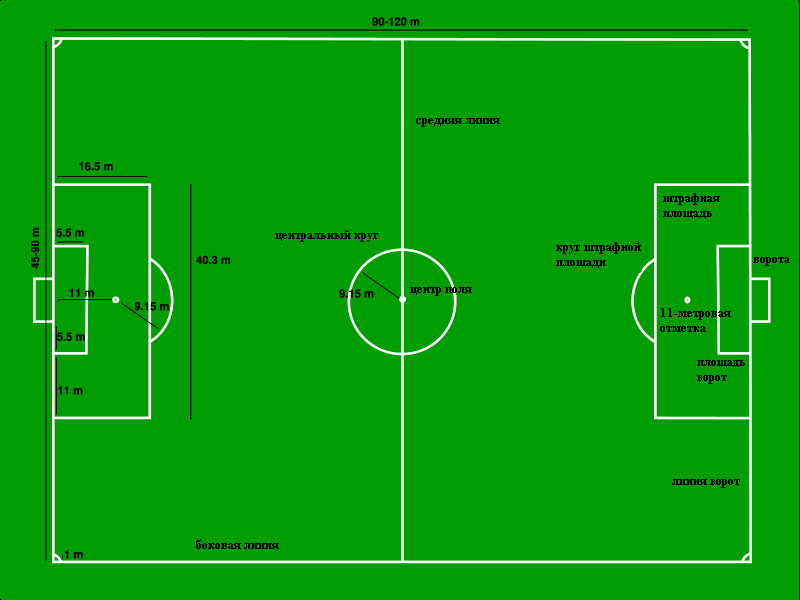 90-120 m
средняя линия
16.5 m
штрафная
площадь
5.5 m
45-90 m
центральный круг
круг штрафной
площади
40.3 m
ворота
11 m
9.15 m
9.15 m
центр поля
11-метровая
отметка
5.5 m
площадь
ворот
11 m
линия ворот
боковая линия
1 m